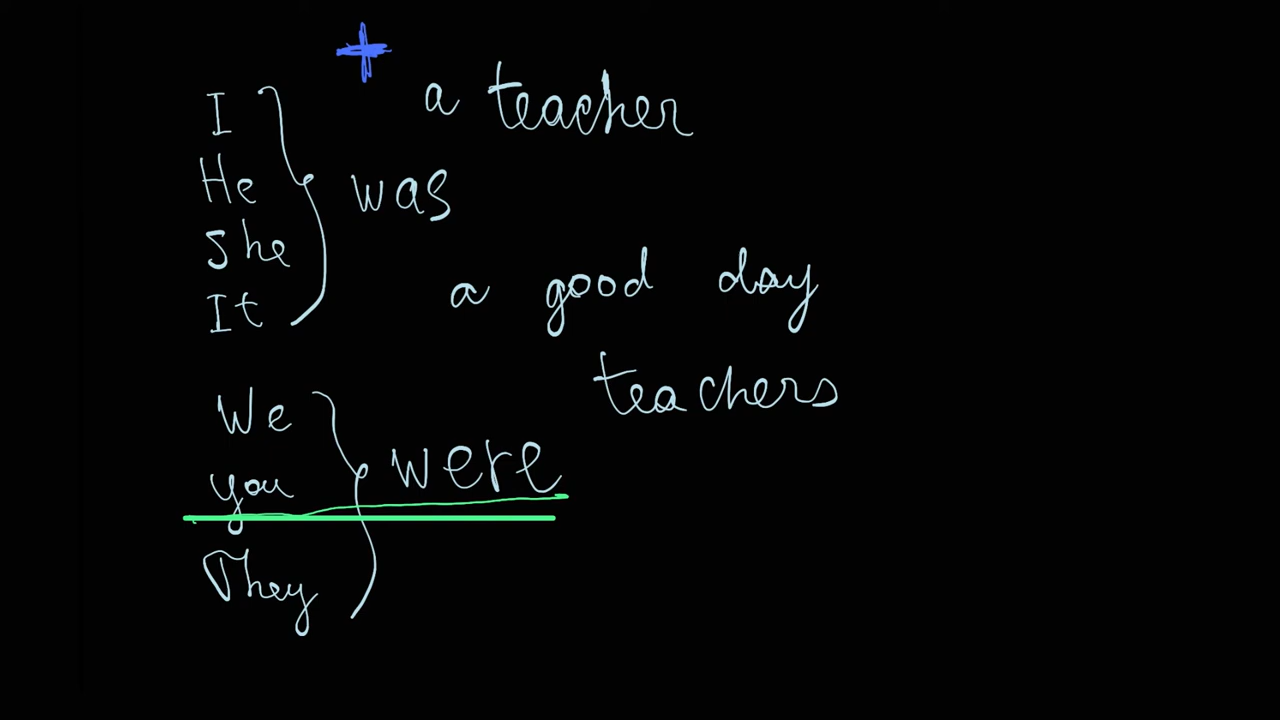 +
a teacher
I
He
was
She
a good day
It
teachers
We
were
you
They